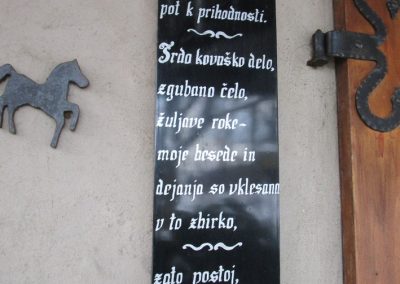 pot k prihodnosti.
Trdo kovaško delo,
zgubano čelo,
žuljave roke-
moje besede in
dejanja so vklesana
v to zbirko,
zato postoj,